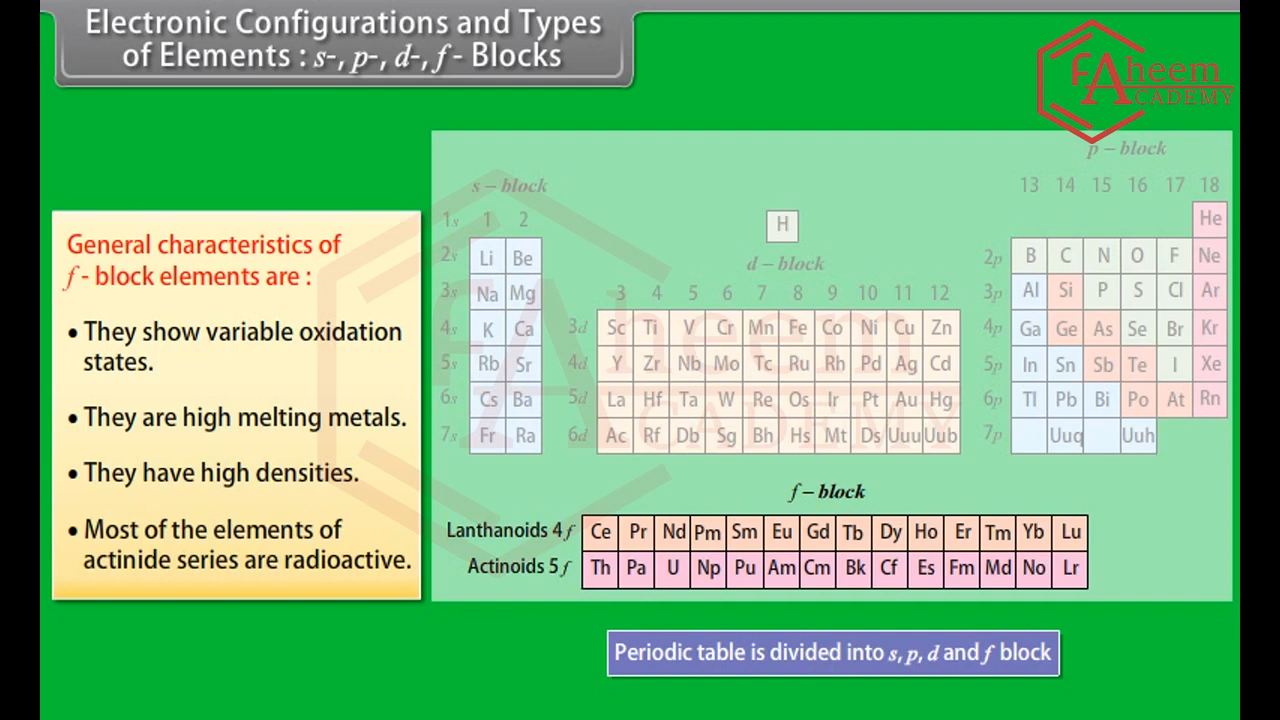 Electronic Configurations and Types
of Elements : s-, p-, d-, f - Blocks
fAheem
ACADEMY
General characteristics of
f - block elements are :
• They show variable oxidation
states.
• They are high melting metals.
• They have high densities.
• Most of the elements of
actinide series are radioactive.
p – block
s – block 13 14 15 16 17 18
1s 1 2 H He
2s Li Be d – block 2p B C N O F Ne
3s Na Mg 3 4 5 6 7 8 9 10 11 12 3p Al Si P S Cl Ar
4s K Ca 3d Sc Ti V Cr Mn Fe Co Ni Cu Zn 4p Ga Ge As Se Br Kr
5s Rb Sr 4d Y Zr Nb Mo Tc Ru Rh Pd Ag Cd 5p In Sn Sb Te I Xe
6s Cs Ba 5d La Hf Ta W Re Os Ir Pt Au Hg 6p Tl Pb Bi Po At Rn
7s Fr Ra 6d Ac Rf Db Sg Bh Hs Mt Ds Uuu Uub 7p Uuq Uuh
f – block
Lanthanoids 4f Ce Pr Nd Pm Sm Eu Gd Tb Dy Ho Er Tm Yb Lu
Actinoids 5f Th Pa U Np Pu Am Cm Bk Cf Es Fm Md No Lr
fAheem
ACADEMY
Periodic table is divided into s, p, d and f block